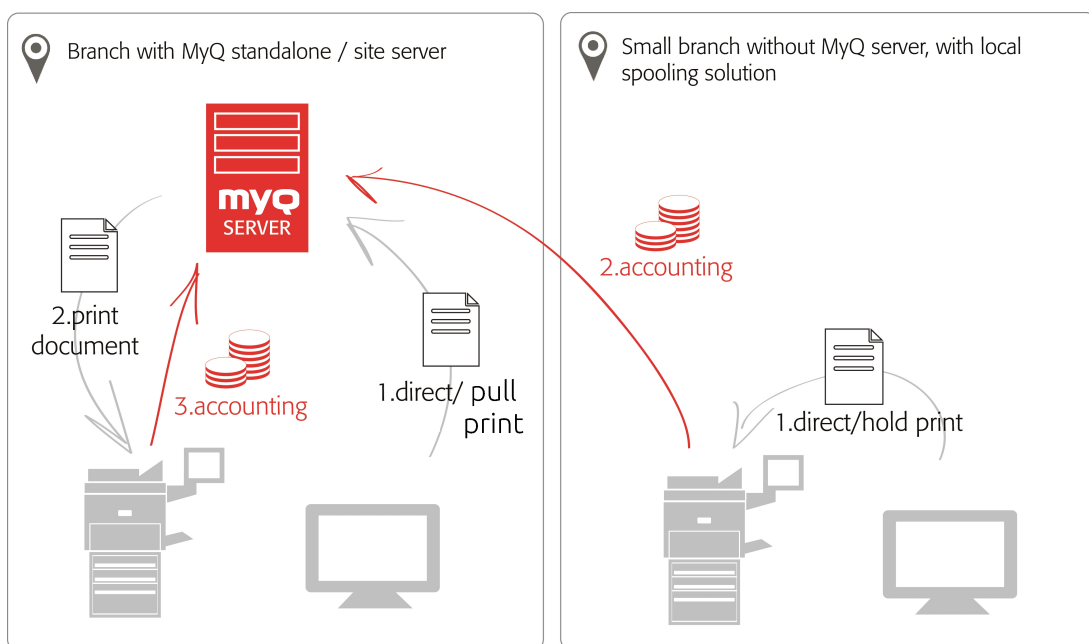 Branch with MyQ standalone / site server
myQ
SERVER
2.print
document
3.accounting
1.direct/ pull
print
Small branch without MyQ server, with local
spooling solution
2.accounting
1.direct/hold print